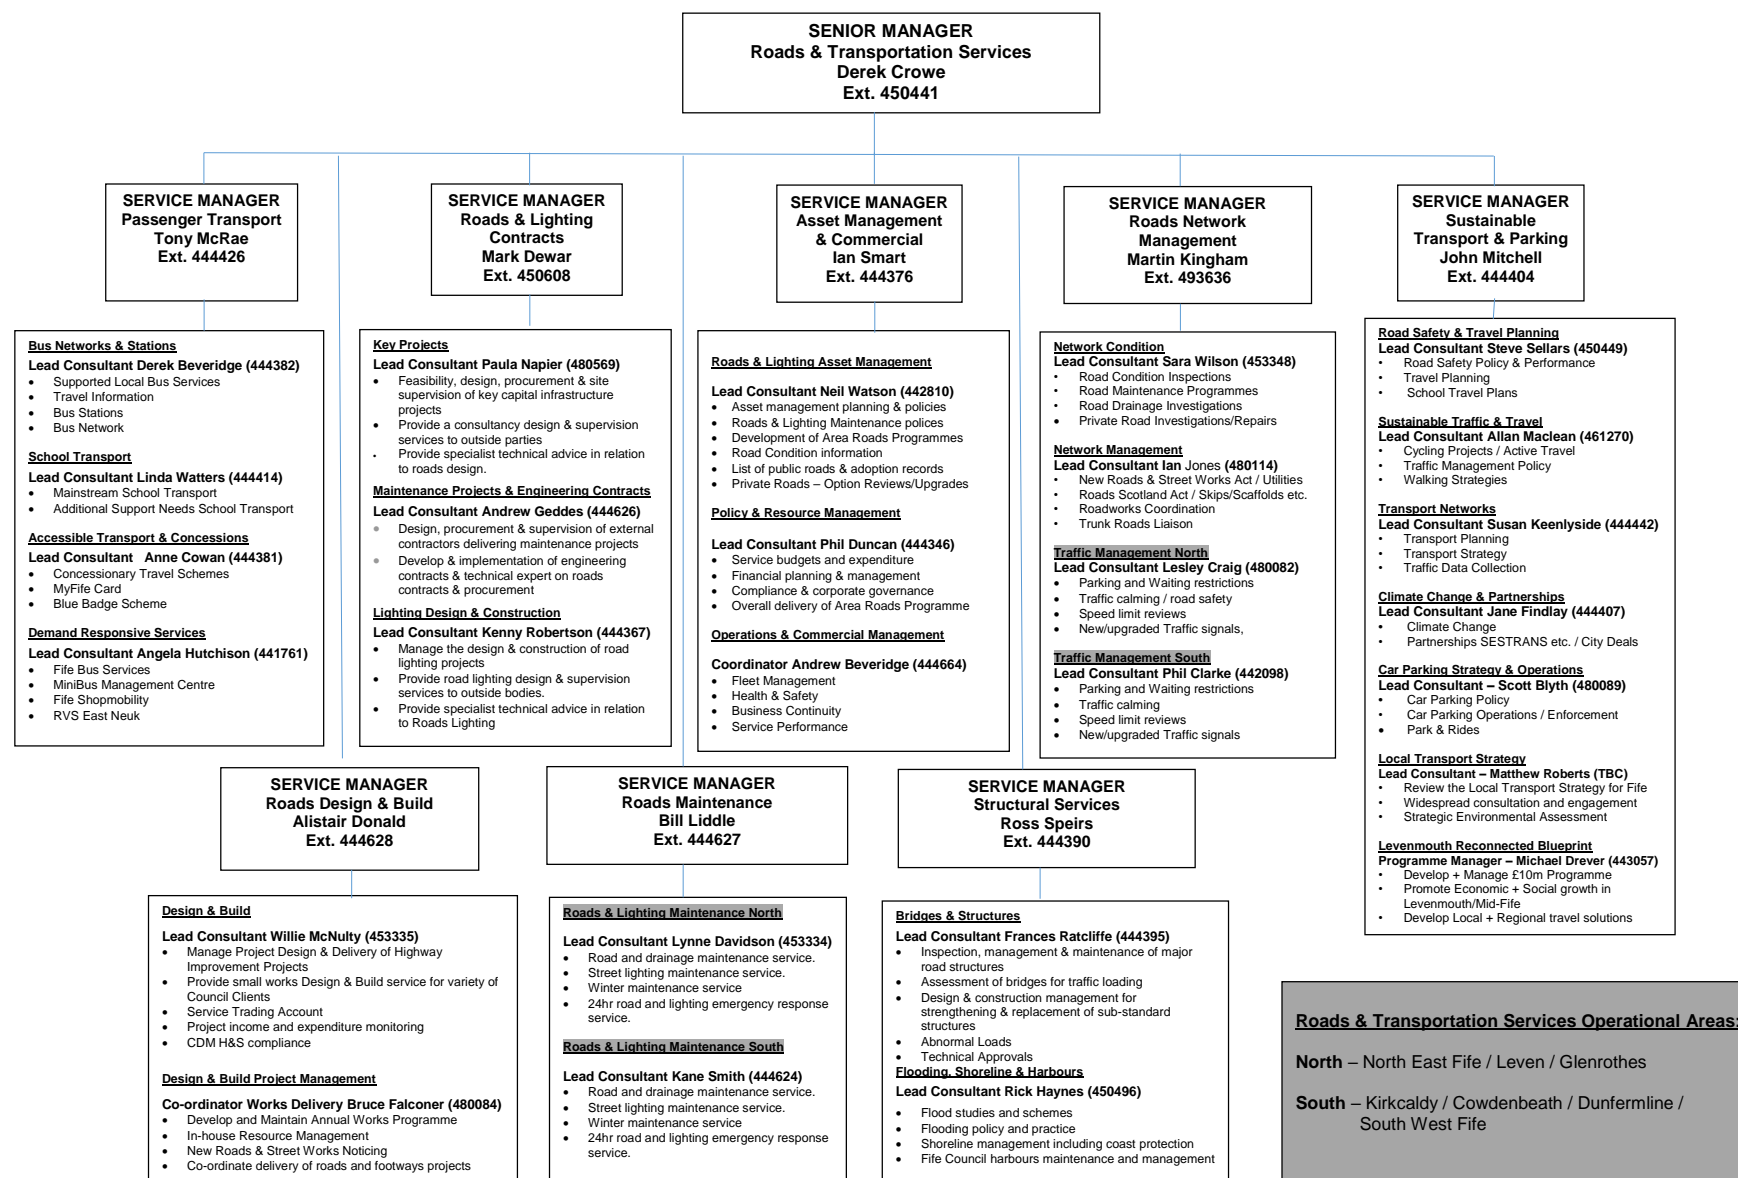 SENIOR MANAGER
Roads & Transportation Services
Derek Crowe
Ext. 450441
SERVICE MANAGER
Passenger Transport
Tony McRae
Ext. 444426
SERVICE MANAGER
Roads & Lighting
Contracts
Mark Dewar
Ext. 450608
SERVICE MANAGER
Asset Management
& Commercial
Ian Smart
Ext. 444376
SERVICE MANAGER
Roads Network
Management
Martin Kingham
Ext. 493636
SERVICE MANAGER
Sustainable
Transport & Parking
John Mitchell
Ext. 444404
Bus Networks & Stations
Lead Consultant Derek Beveridge (444382)
• Supported Local Bus Services
• Travel Information
• Bus Stations
• Bus Network
School Transport
Lead Consultant Linda Watters (444414)
• Mainstream School Transport
• Additional Support Needs School Transport
Accessible Transport & Concessions
Lead Consultant   Anne Cowan (444381)
• Concessionary Travel Schemes
• MyFife Card
• Blue Badge Scheme
Demand Responsive Services
Lead Consultant Angela Hutchison (441761)
• Fife Bus Services
• MiniBus Management Centre
• Fife Shopmobility
• RVS East Neuk
Key Projects
Lead Consultant Paula Napier (480569)
• Feasibility, design, procurement & site
supervision of key capital infrastructure
projects
• Provide a consultancy design & supervision
services to outside parties
• Provide specialist technical advice in relation
to roads design.
Maintenance Projects & Engineering Contracts
Lead Consultant Andrew Geddes (444626)
• Design, procurement & supervision of external
contractors delivering maintenance projects
• Develop & implementation of engineering
contracts & technical expert on roads
contracts & procurement
Lighting Design & Construction
Lead Consultant Kenny Robertson (444367)
• Manage the design & construction of road
lighting projects
• Provide road lighting design & supervision
services to outside bodies.
• Provide specialist technical advice in relation
to Roads Lighting
Roads & Lighting Asset Management
Lead Consultant Neil Watson (442810)
• Asset management planning & policies
• Roads & Lighting Maintenance polices
• Development of Area Roads Programmes
• Road Condition information
• List of public roads & adoption records
• Private Roads – Option Reviews/Upgrades
Policy & Resource Management
Lead Consultant Phil Duncan (444346)
• Service budgets and expenditure
• Financial planning & management
• Compliance & corporate governance
• Overall delivery of Area Roads Programme
Operations & Commercial Management
Coordinator Andrew Beveridge (444664)
• Fleet Management
• Health & Safety
• Business Continuity
• Service Performance
Network Condition
Lead Consultant Sara Wilson (453348)
• Road Condition Inspections
• Road Maintenance Programmes
• Road Drainage Investigations
• Private Road Investigations/Repairs
Network Management
Lead Consultant Ian Jones (480114)
• New Roads & Street Works Act / Utilities
• Roads Scotland Act / Skips/Scaffolds etc.
• Roadworks Coordination
• Trunk Roads Liaison
Traffic Management North
Lead Consultant Lesley Craig (480082)
• Parking and Waiting restrictions
• Traffic calming / road safety
• Speed limit reviews
• New/upgraded Traffic signals,
Traffic Management South
Lead Consultant Phil Clarke (442098)
• Parking and Waiting restrictions
• Traffic calming
• Speed limit reviews
• New/upgraded Traffic signals
Road Safety & Travel Planning
Lead Consultant Steve Sellars (450449)
• Road Safety Policy & Performance
• Travel Planning
• School Travel Plans
Sustainable Traffic & Travel
Lead Consultant Allan Maclean (461270)
• Cycling Projects / Active Travel
• Traffic Management Policy
• Walking Strategies
Transport Networks
Lead Consultant Susan Keenlyside (444442)
• Transport Planning
• Transport Strategy
• Traffic Data Collection
Climate Change & Partnerships
Lead Consultant Jane Findlay (444407)
• Climate Change
• Partnerships SESTRANS etc. / City Deals
Car Parking Strategy & Operations
Lead Consultant – Scott Blyth (480089)
• Car Parking Policy
• Car Parking Operations / Enforcement
• Park & Rides
Local Transport Strategy
Lead Consultant – Matthew Roberts (TBC)
• Review the Local Transport Strategy for Fife
• Widespread consultation and engagement
• Strategic Environmental Assessment
Levenmouth Reconnected Blueprint
Programme Manager – Michael Drever (443057)
• Develop + Manage £10m Programme
• Promote Economic + Social growth in
Levenmouth/Mid-Fife
• Develop Local + Regional travel solutions
SERVICE MANAGER
Roads Design & Build
Alistair Donald
Ext. 444628
SERVICE MANAGER
Roads Maintenance
Bill Liddle
Ext. 444627
SERVICE MANAGER
Structural Services
Ross Speirs
Ext. 444390
Design & Build
Lead Consultant Willie McNulty (453335)
• Manage Project Design & Delivery of Highway
Improvement Projects
• Provide small works Design & Build service for variety of
Council Clients
• Service Trading Account
• Project income and expenditure monitoring
• CDM H&S compliance
Design & Build Project Management
Co-ordinator Works Delivery Bruce Falconer (480084)
• Develop and Maintain Annual Works Programme
• In-house Resource Management
• New Roads & Street Works Noticing
• Co-ordinate delivery of roads and footways projects
Roads & Lighting Maintenance North
Lead Consultant Lynne Davidson (453334)
• Road and drainage maintenance service.
• Street lighting maintenance service.
• Winter maintenance service
• 24hr road and lighting emergency response
service.
Roads & Lighting Maintenance South
Lead Consultant Kane Smith (444624)
• Road and drainage maintenance service.
• Street lighting maintenance service.
• Winter maintenance service
• 24hr road and lighting emergency response
service.
Bridges & Structures
Lead Consultant Frances Ratcliffe (444395)
• Inspection, management & maintenance of major
road structures
• Assessment of bridges for traffic loading
• Design & construction management for
strengthening & replacement of sub-standard
structures
• Abnormal Loads
• Technical Approvals
Flooding, Shoreline & Harbours
Lead Consultant Rick Haynes (450496)
• Flood studies and schemes
• Flooding policy and practice
• Shoreline management including coast protection
• Fife Council harbours maintenance and management
Roads & Transportation Services Operational Areas:
North – North East Fife / Leven / Glenrothes
South – Kirkcaldy / Cowdenbeath / Dunfermline /
South West Fife